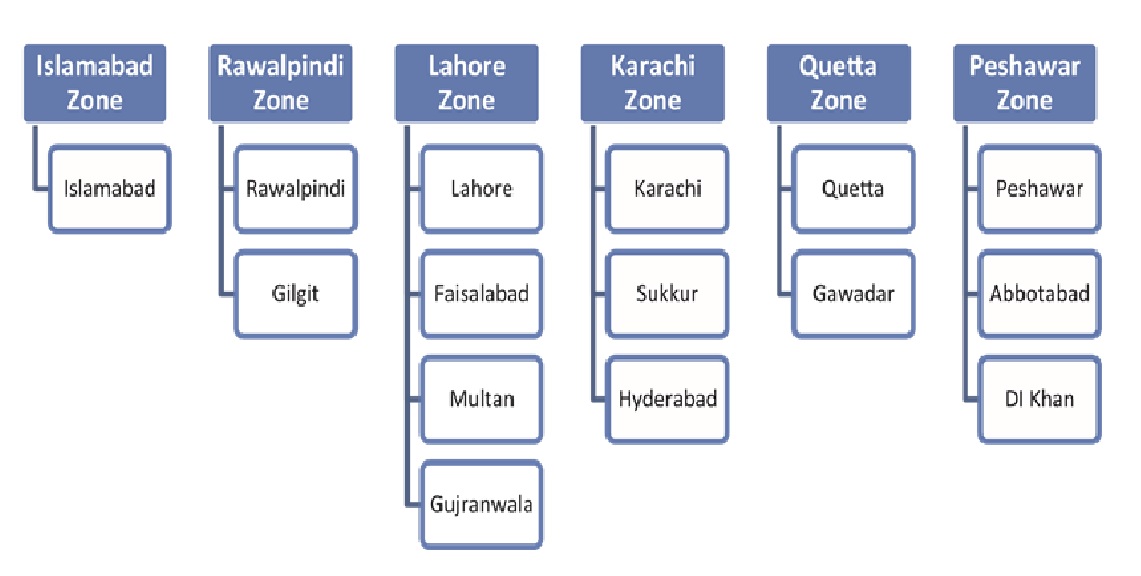 Islamabad
Zone
Islamabad
Rawalpindi
Zone
Rawalpindi
Gilgit
Lahore
Zone
Lahore
Faisalabad
Multan
Gujranwala
Karachi
Zone
Karachi
Sukkur
Hyderabad
Quetta
Zone
Quetta
Gawadar
Peshawar
Zone
Peshawar
Abbotabad
DI Khan